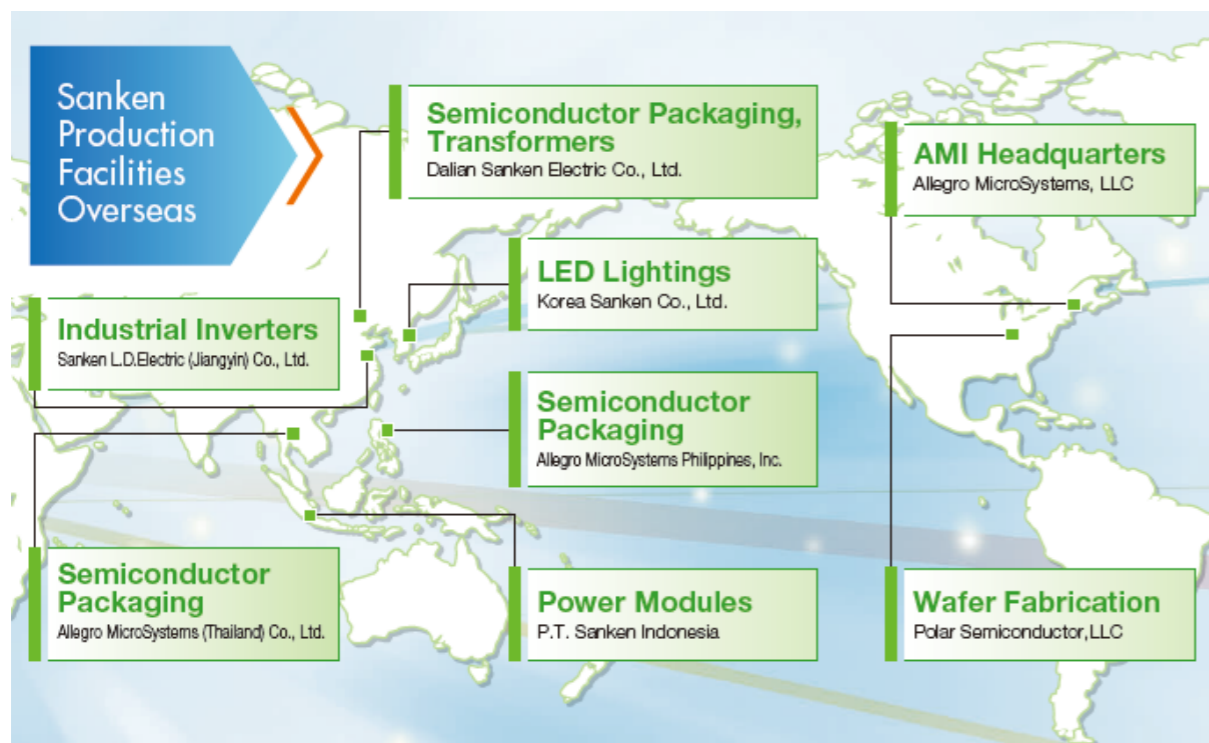 Sanken
Production
Facilities
Overseas
Semiconductor Packaging,
Transformers
Dalian Sanken Electric Co., Ltd.
AMI Headquarters
Allegro MicroSystems, LLC
LED Lightings
Korea Sanken Co., Ltd.
Industrial Inverters
Sanken L.D.Electric (Jiangyin) Co., Ltd.
Semiconductor
Packaging
Allegro MicroSystems Philippines, Inc.
Semiconductor
Packaging
Allegro MicroSystems (Thailand) Co., Ltd.
Power Modules
P.T. Sanken Indonesia
Wafer Fabrication
Polar Semiconductor,LLC